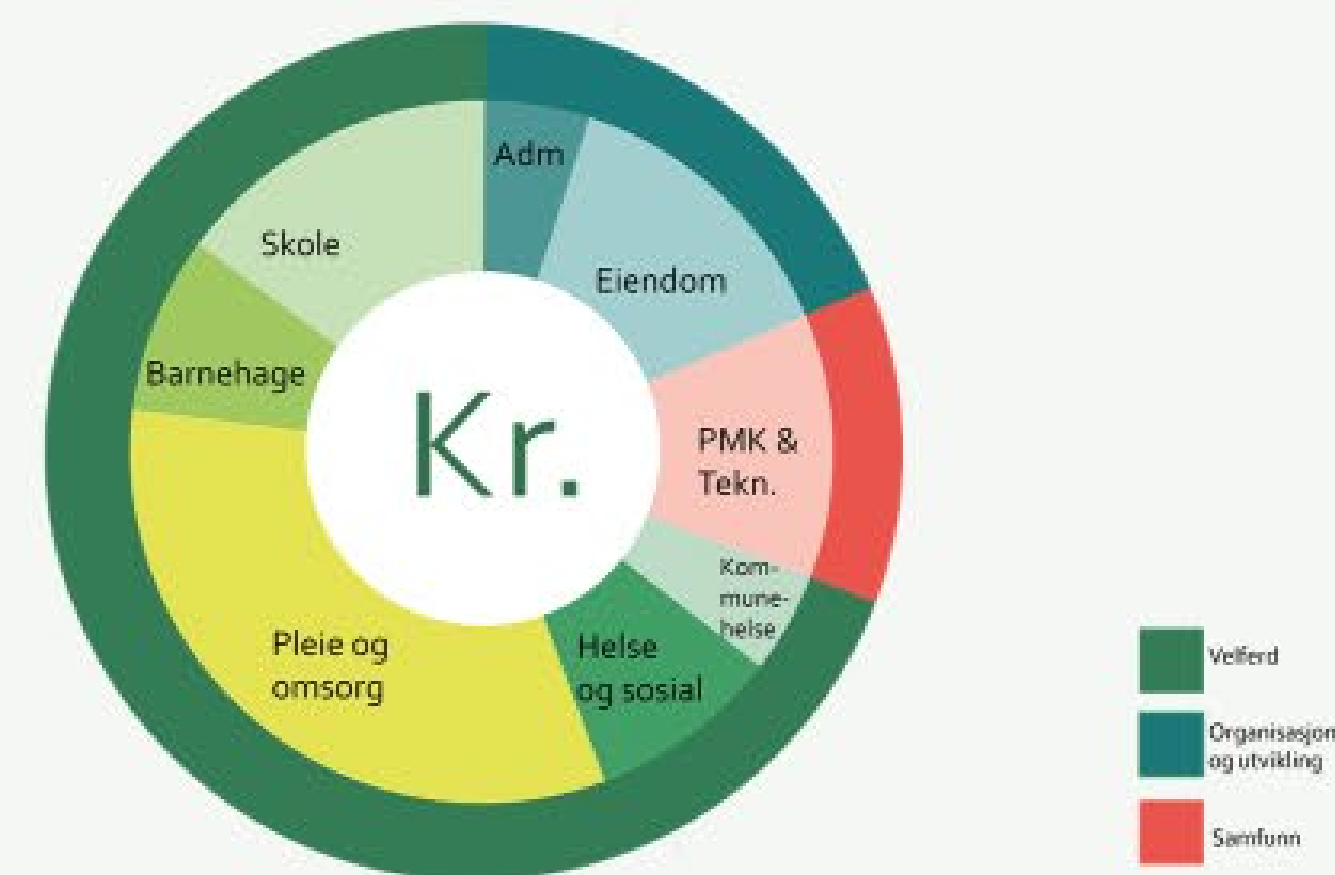 Adm
Skole
Eiendom
Barnehage
Kr.
PMK &
Tekn.
Kom-
mune-
helse
Pleie og
omsorg
Helse
og sosial
Velferd
Organisasjon
og utvikling
Samfunn